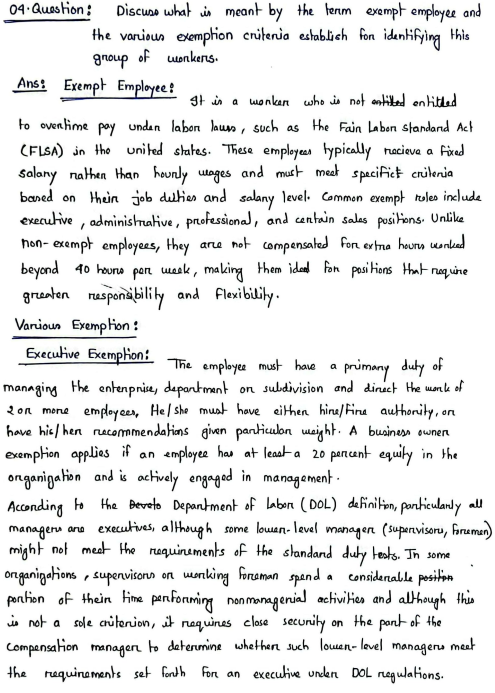 04. Question: Discuss what is meant by the term exempt employee and
the various exemption criteria establish for identifying this
group of workers.
Ans: Exempt Employee: It is a worker who is not entitled entitled
to overtime pay under labor laws, such as the Fair Labor Standard Act
(FLSA) in the united states. These employees typically recieve a fixed
salary rather than hourly wages and must meet specifict criteria
based on their job duties and salary level. Common exempt roles include
executive, administrative, professional, and certain sales positions. Unlike
non-exempt employees, they are not compensated for extra hours worked
beyond 40 hours per week, making them ideal for positions that require
greater responsibility and flexibility.
Various Exemption:
Executive Exemption: The employee must have a primary duty of
managing the enterprise, department or subdivision and direct the work of
2 or more employees, He/she must have either hire/fire authority, or
have his/her recommendations given particular weight. A business owner
exemption applies if an employee has at least a 20 percent equity in the
organigation and is actively engaged in management.
According to the Develo Department of Labor (DOL) definition, particularly all
managers are executives, although some lower-level manager (supervisors, foremen)
might not meet the requirements of the standard duty tests. In some
organigations, supervisors or working foreman spend a considerable position
portion of their time performing nonmanagerial activities and although this
is not a sole criterion, it requires close security on the part of the
compensation manager to determine whether such lower-level managers meet
the requirements set forth for an executive under DOL regulations.